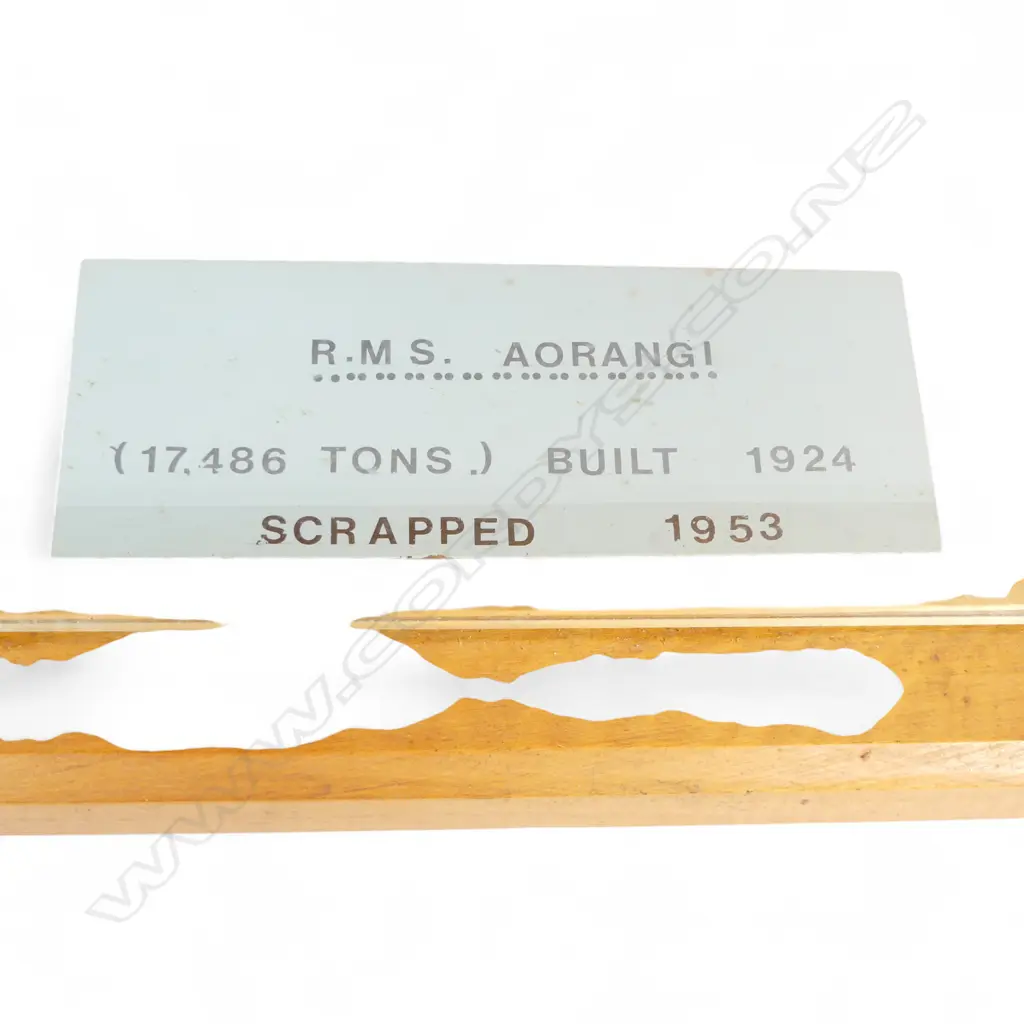 R.M S. AORANGI
(17,486 TONS.) BUILT 1924
SCRAPPED 1953
WWW.CORDYS.CO.NZ